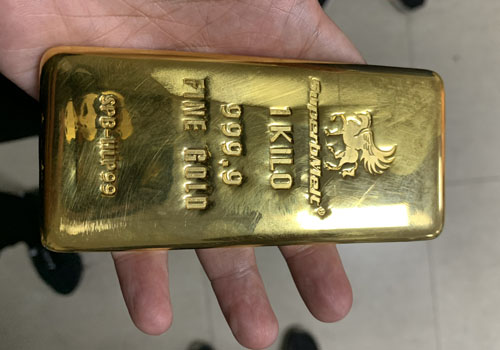 SuperbMelt®
1 KILO
999,9
FINE GOLD